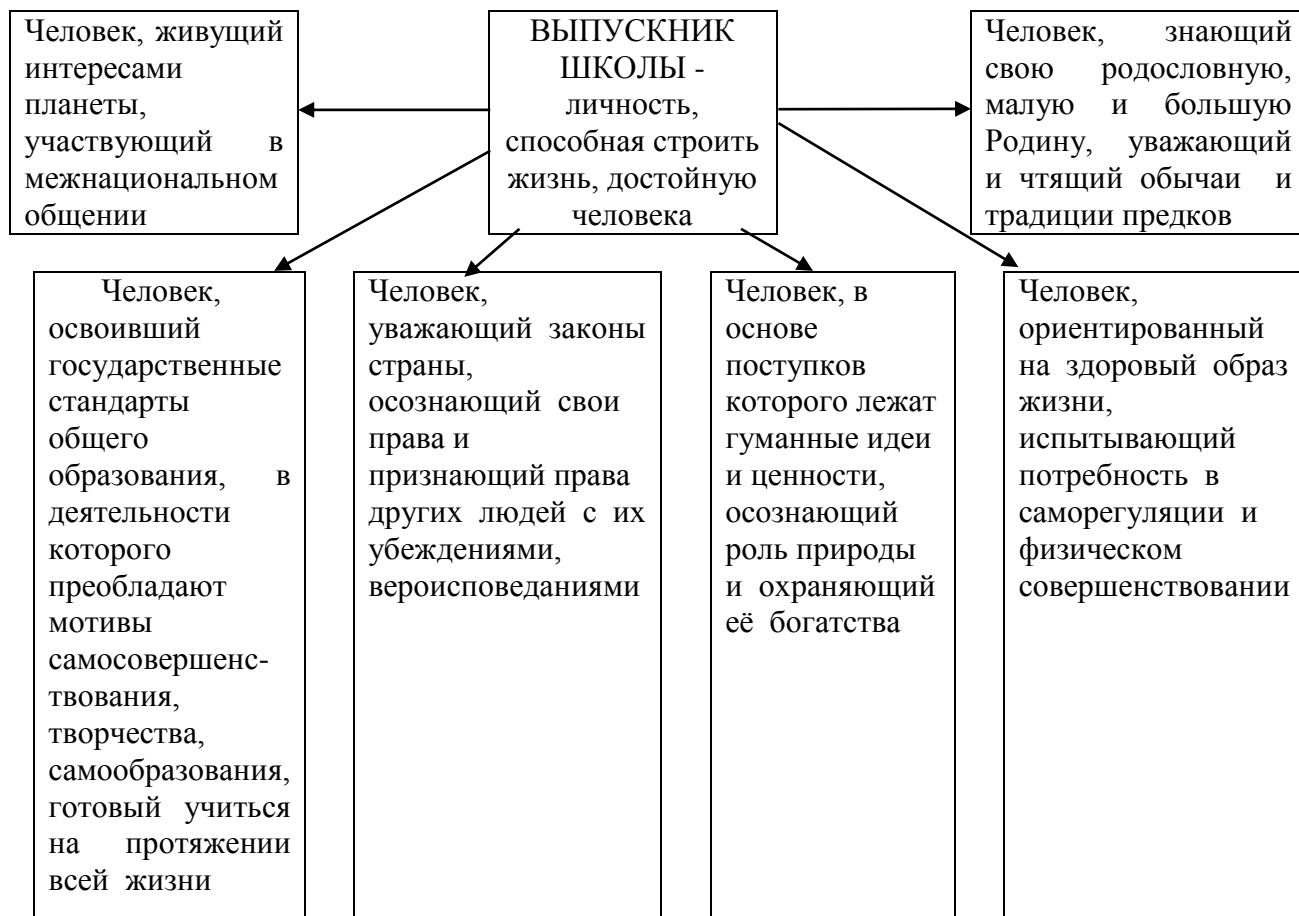 Человек, живущий
интересами
планеты,
участвующий в
межнациональном
общении
ВЫПУСКНИК
ШКОЛЫ -
личность,
способная строить
жизнь, достойную
человека
Человек, знающий
свою родословную,
малую и большую
Родину, уважающий
и чтящий обычаи и
традиции предков
Человек,
освоивший
государственные
стандарты
общего
образования, в
деятельности
которого
преобладают
мотивы
самосовершенс-
твования,
творчества,
самообразования,
готовый учиться
на протяжении
всей жизни
Человек,
уважающий законы
страны,
осознающий свои
права и
признающий права
других людей с их
убеждениями,
вероисповеданиями
Человек, в
основе
поступков
которого лежат
гуманные идеи
и ценности,
осознающий
роль природы
и охраняющий
её богатства
Человек,
ориентированный
на здоровый образ
жизни,
испытывающий
потребность в
саморегуляции и
физическом
совершенствовании